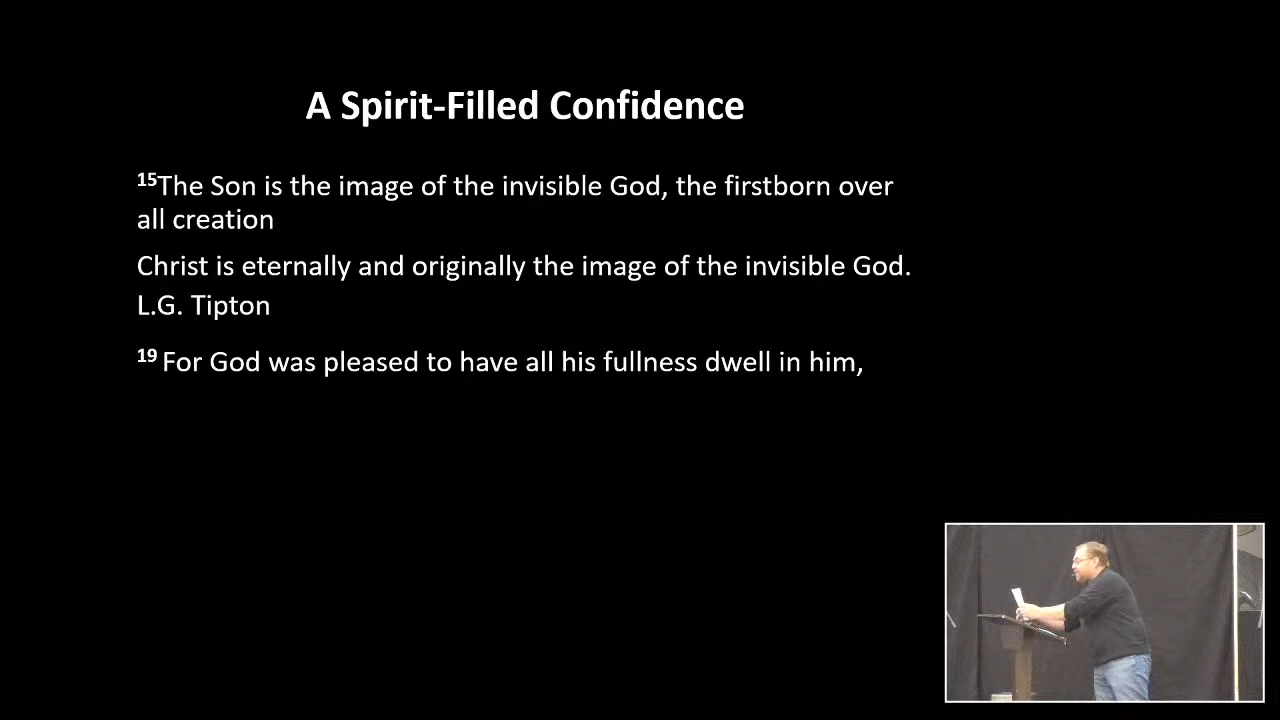 A Spirit-Filled Confidence
15The Son is the image of the invisible God, the firstborn over
all creation
Christ is eternally and originally the image of the invisible God.
L.G. Tipton
19 For God was pleased to have all his fullness dwell in him,